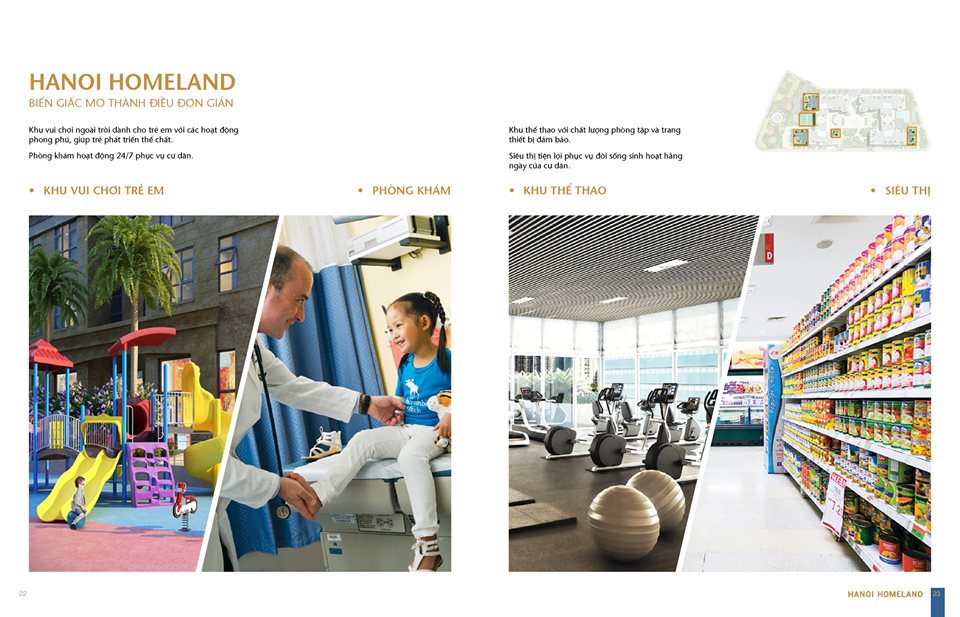 HANOI HOMELAND
BIẾN GIẤC MƠ THÀNH ĐIỀU ĐƠN GIẢN
Khu vui chơi ngoài trời dành cho trẻ em với các hoạt động
phong phú, giúp trẻ phát triển thể chất.
Phòng khám hoạt động 24/7 phục vụ cư dân.
• KHU VUI CHƠI TRẺ EM
• PHÒNG KHÁM
Khu thể thao với chất lượng phòng tập và trang
thiết bị đảm bảo.
Siêu thị tiện lợi phục vụ đời sống sinh hoạt hàng
ngày của cư dân.
• KHU THỂ THAO
• SIÊU THỊ
D
22
HANOI HOMELAND 23